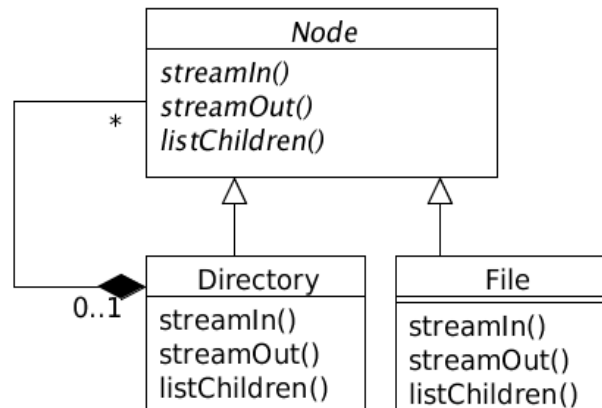 Node
streamIn()
streamOut()
listChildren()
*
0..1
Directory
streamIn()
streamOut()
listChildren()
File
streamIn()
streamOut()
listChildren()